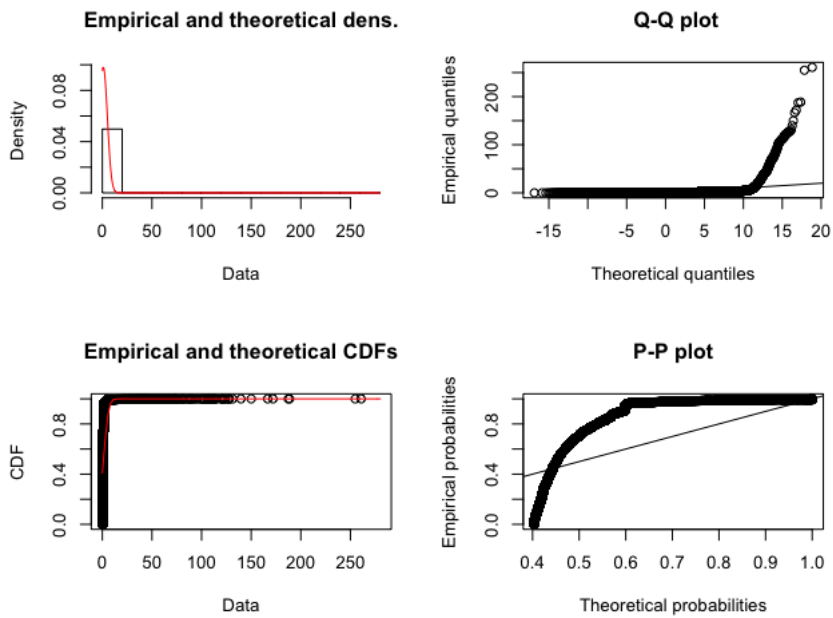 Empirical and theoretical dens.
Density
0.00 0.04 0.08
0 50 100 150 200 250
Data
Q-Q plot
Empirical quantiles
0 100 200
-15 -5 0 5 10 15 20
Theoretical quantiles
Empirical and theoretical CDFs
CDF
0.0 0.4 0.8
0 50 100 150 200 250
Data
P-P plot
Empirical probabilities
0.0 0.4 0.8
0.4 0.5 0.6 0.7 0.8 0.9 1.0
Theoretical probabilities